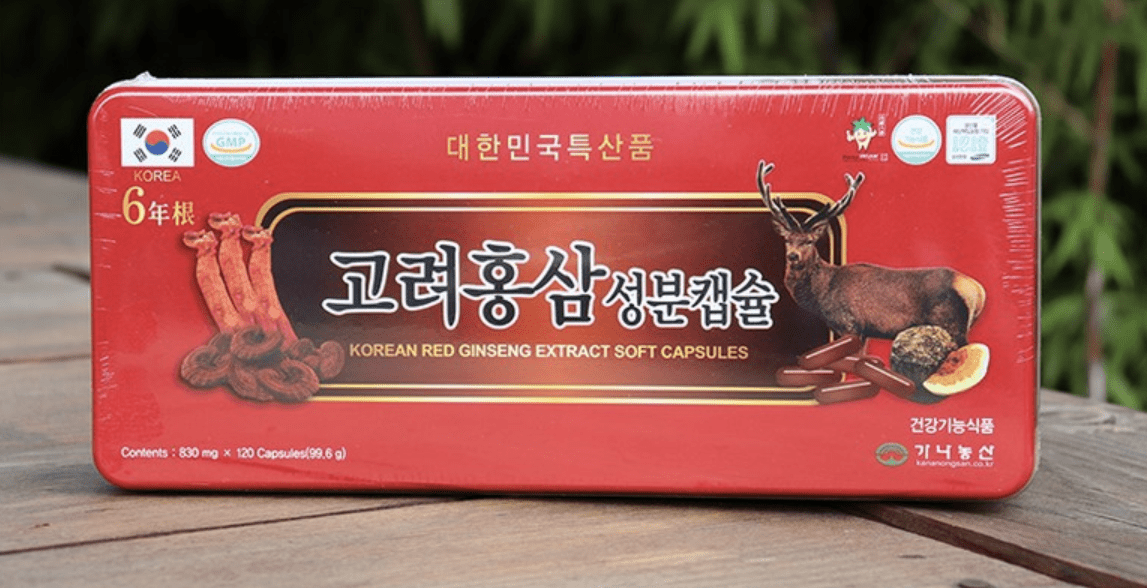 대한민국특산품
GMP
KOREA
6年根
고려홍삼성분캡슐
KOREAN RED GINSENG EXTRACT SOFT CAPSULES
건강기능식품
Contents : 830 mg × 120 Capsules(99.6 g)
가나농산
kananongsan.co.kr